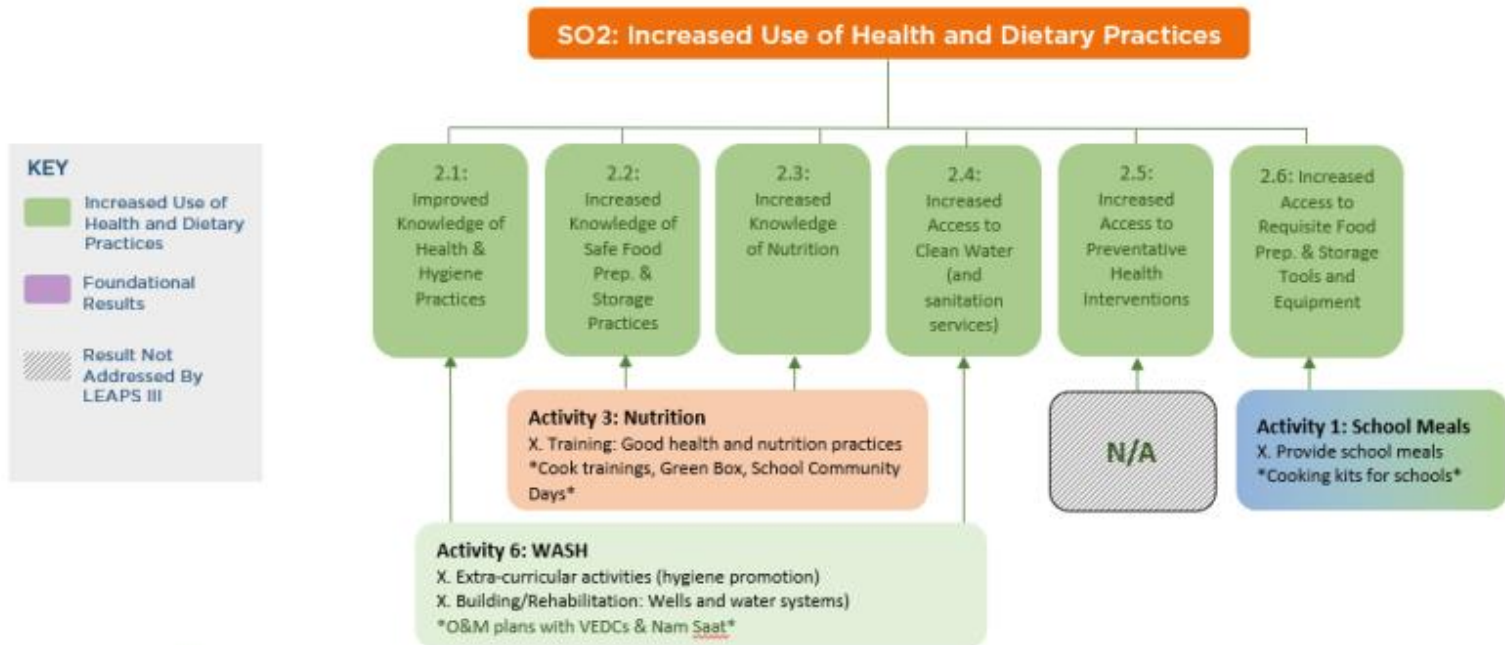 SO2: Increased Use of Health and Dietary Practices
KEY
Increased Use of
Health and Dietary
Practices
Foundational
Results
Result Not
Addressed By
LEAPS III
2.1:
Improved
Knowledge of
Health &
Hygiene
Practices
2.2:
Increased
Knowledge of
Safe Food
Prep. &
Storage
Practices
2.3:
Increased
Knowledge
of Nutrition
2.4:
Increased
Access to
Clean Water
(and
sanitation
services)
2.5:
Increased
Access to
Preventative
Health
Interventions
2.6: Increased
Access to
Requisite Food
Prep. & Storage
Tools and
Equipment
Activity 3: Nutrition
X. Training: Good health and nutrition practices
*Cook trainings, Green Box, School Community
Days*
N/A
Activity 1: School Meals
X. Provide school meals
*Cooking kits for schools*
Activity 6: WASH
X. Extra-curricular activities (hygiene promotion)
X. Building/Rehabilitation: Wells and water systems)
*O&M plans with VEDCs & Nam Saat*